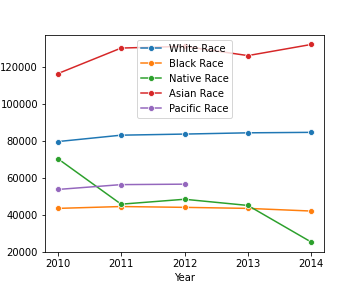 White Race
Black Race
Native Race
Asian Race
Pacific Race
120000
100000
80000
60000
40000
20000
2010 2011 2012 2013 2014
Year